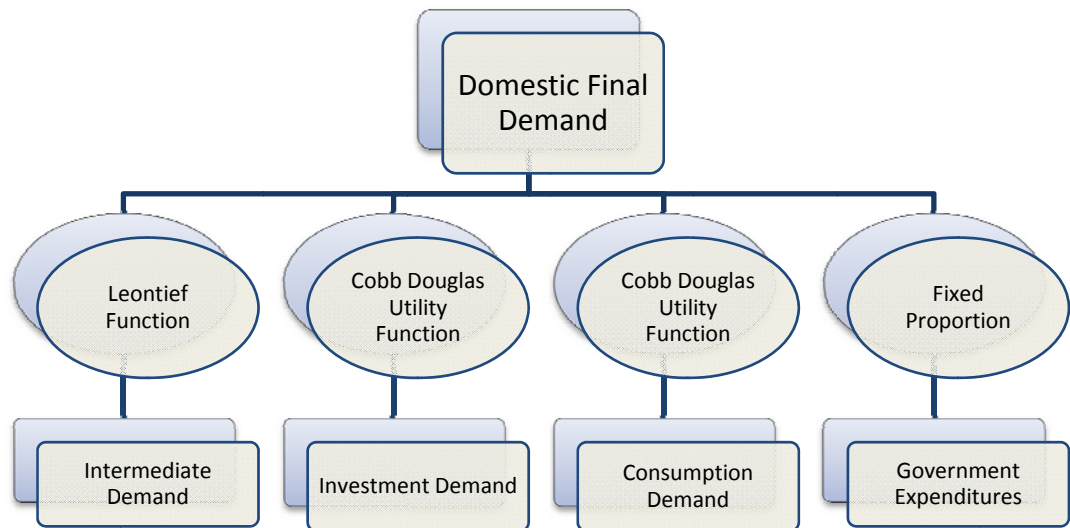 Domestic Final
Demand
Leontief
Function
Cobb Douglas
Utility
Function
Cobb Douglas
Utility
Function
Fixed
Proportion
Intermediate
Demand
Investment Demand
Consumption
Demand
Government
Expenditures